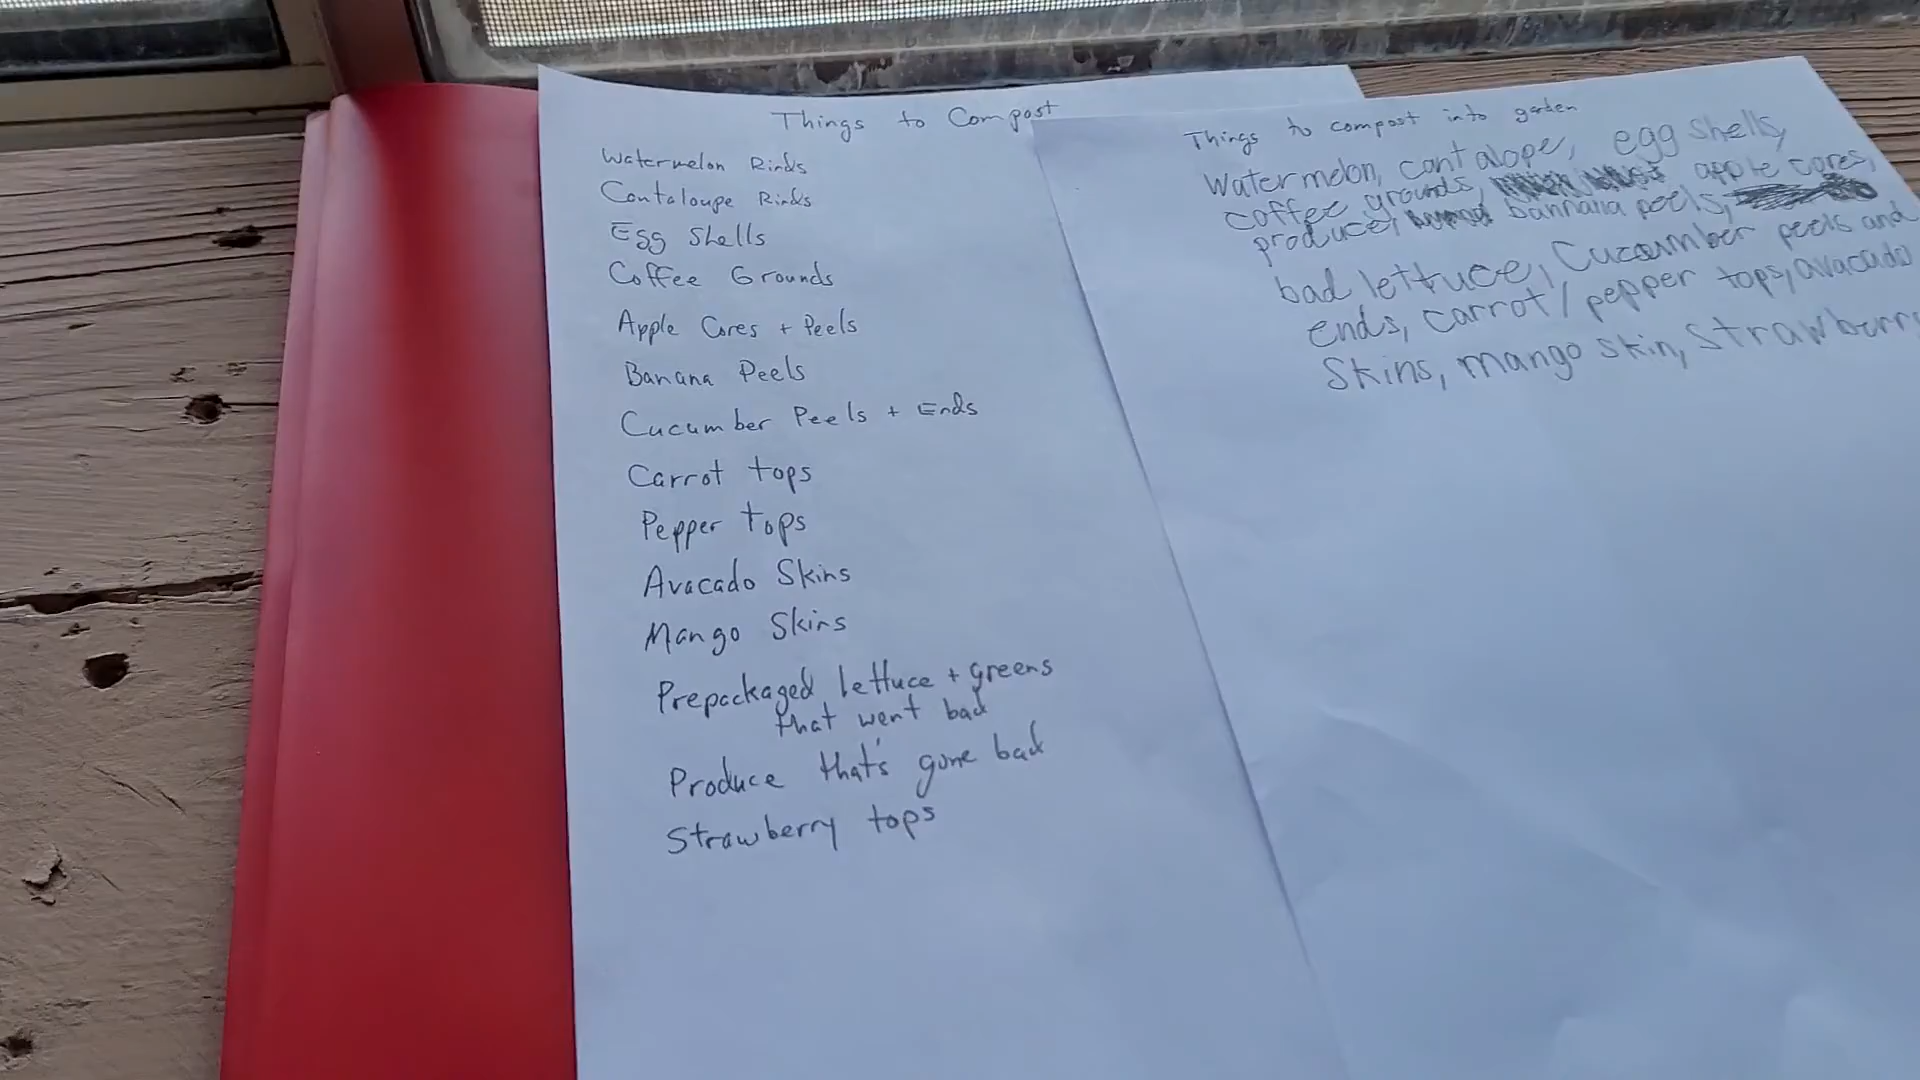 Things to Compost
Watermelon Rinds
Cantaloupe Rinds
Egg Shells
Coffee Grounds
Apple Cores + Peels
Banana Peels
Cucumber Peels + Ends
Carrot tops
Pepper tops
Avacado Skins
Mango Skins
Prepackaged lettuce + greens
that went bad
Produce that's gone bad
Strawberry tops
Things to compost into garden
Watermelon, cantalope, egg shells,
coffee grounds, apple cores,
produce, bannana peels,
bad lettuce, Cucumber peels and
ends, carrot/pepper tops, avacado
Skins, mango skin, Strawberry